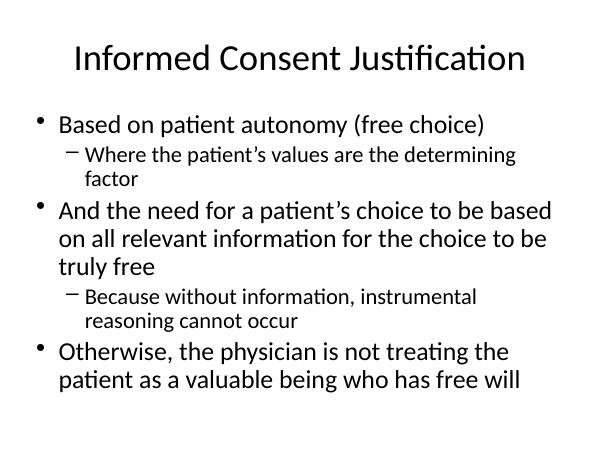 Informed Consent Justification
• Based on patient autonomy (free choice)
– Where the patient’s values are the determining
factor
• And the need for a patient’s choice to be based
on all relevant information for the choice to be
truly free
– Because without information, instrumental
reasoning cannot occur
• Otherwise, the physician is not treating the
patient as a valuable being who has free will